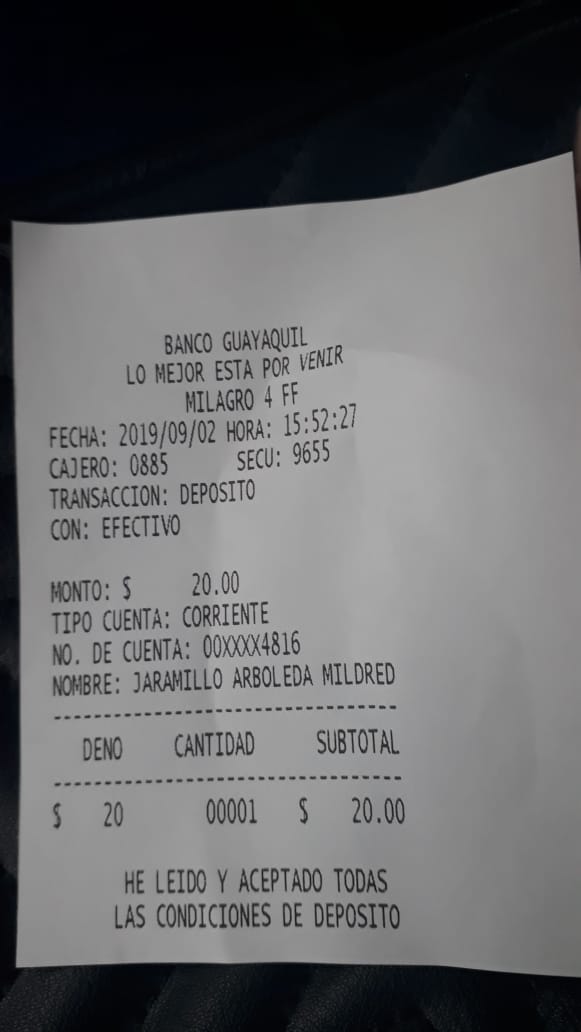 BANCO GUAYAQUIL
LO MEJOR ESTA POR VENIR
MILAGRO 4 FF
FECHA: 2019/09/02 HORA: 15:52:27
CAJERO: 0885 SECU: 9655
TRANSACCION: DEPOSITO
CON: EFECTIVO
MONTO: $ 20.00
TIPO CUENTA: CORRIENTE
NO. DE CUENTA: 00XXXX4816
NOMBRE: JARAMILLO ARBOLEDA MILDRED
---------------------------------
DENO CANTIDAD SUBTOTAL
---------------------------------
$ 20 00001 $ 20.00
HE LEIDO Y ACEPTADO TODAS
LAS CONDICIONES DE DEPOSITO